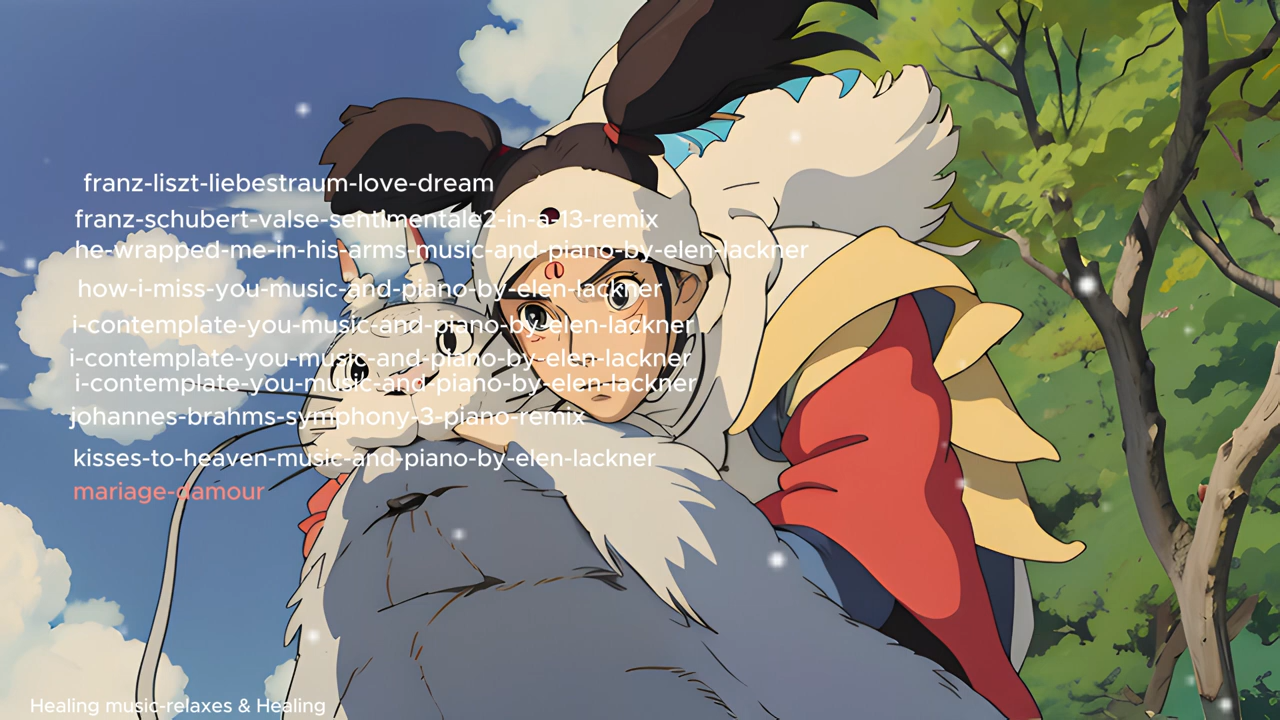 franz-liszt-liebestraum-love-dream
franz-schubert-valse-sentimentale2-in-a-13-remix
he-wrapped-me-in-his-arms-music-and-piano-by-elen-lackner
how-i-miss-you-music-and-piano-by-elen-lackner
i-contemplate-you-music-and-piano-by-elen-lackner
i-contemplate-you-music-and-piano-by-elen-lackner
i-contemplate-you-music-and-piano-by-elen-lackner
johannes-brahms-symphony-3-piano-remix
kisses-to-heaven-music-and-piano-by-elen-lackner
mariage-damour
Healing music-relaxes & Healing